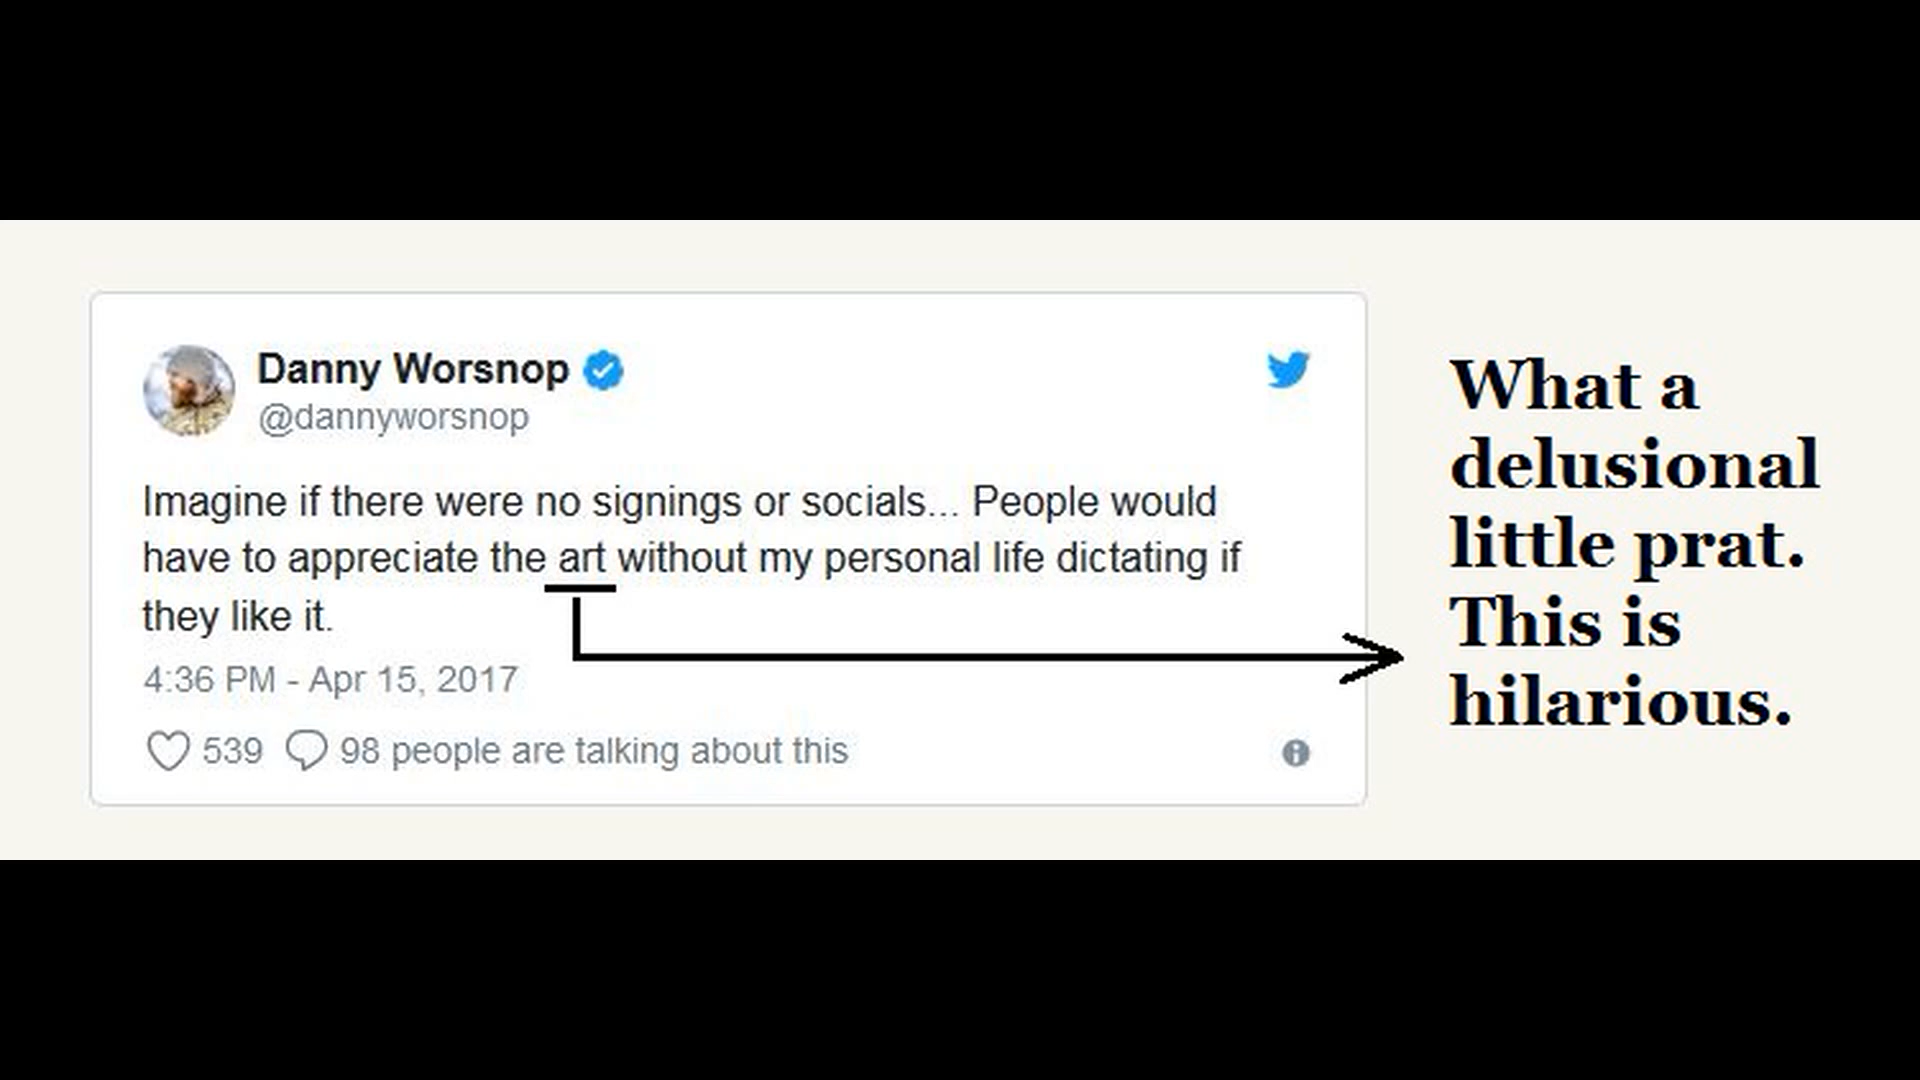 Danny Worsnop
@dannyworsnop
Imagine if there were no signings or socials... People would
have to appreciate the art without my personal life dictating if
they like it.
4:36 PM - Apr 15, 2017
539 98 people are talking about this
What a
delusional
little prat.
This is
hilarious.